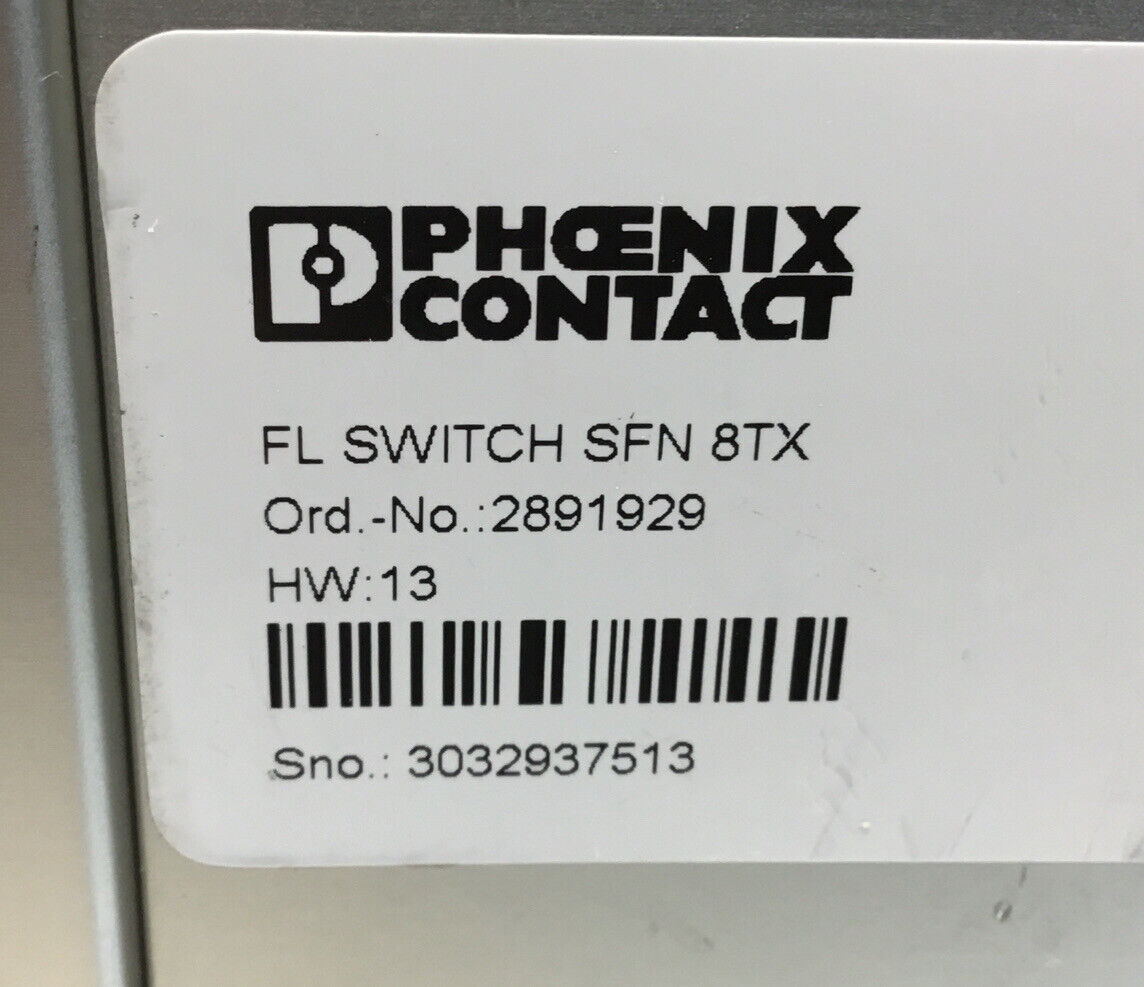 PHŒNIX
CONTACT
FL SWITCH SFN 8TX
Ord.-No.:2891929
HW:13
Sno.: 3032937513